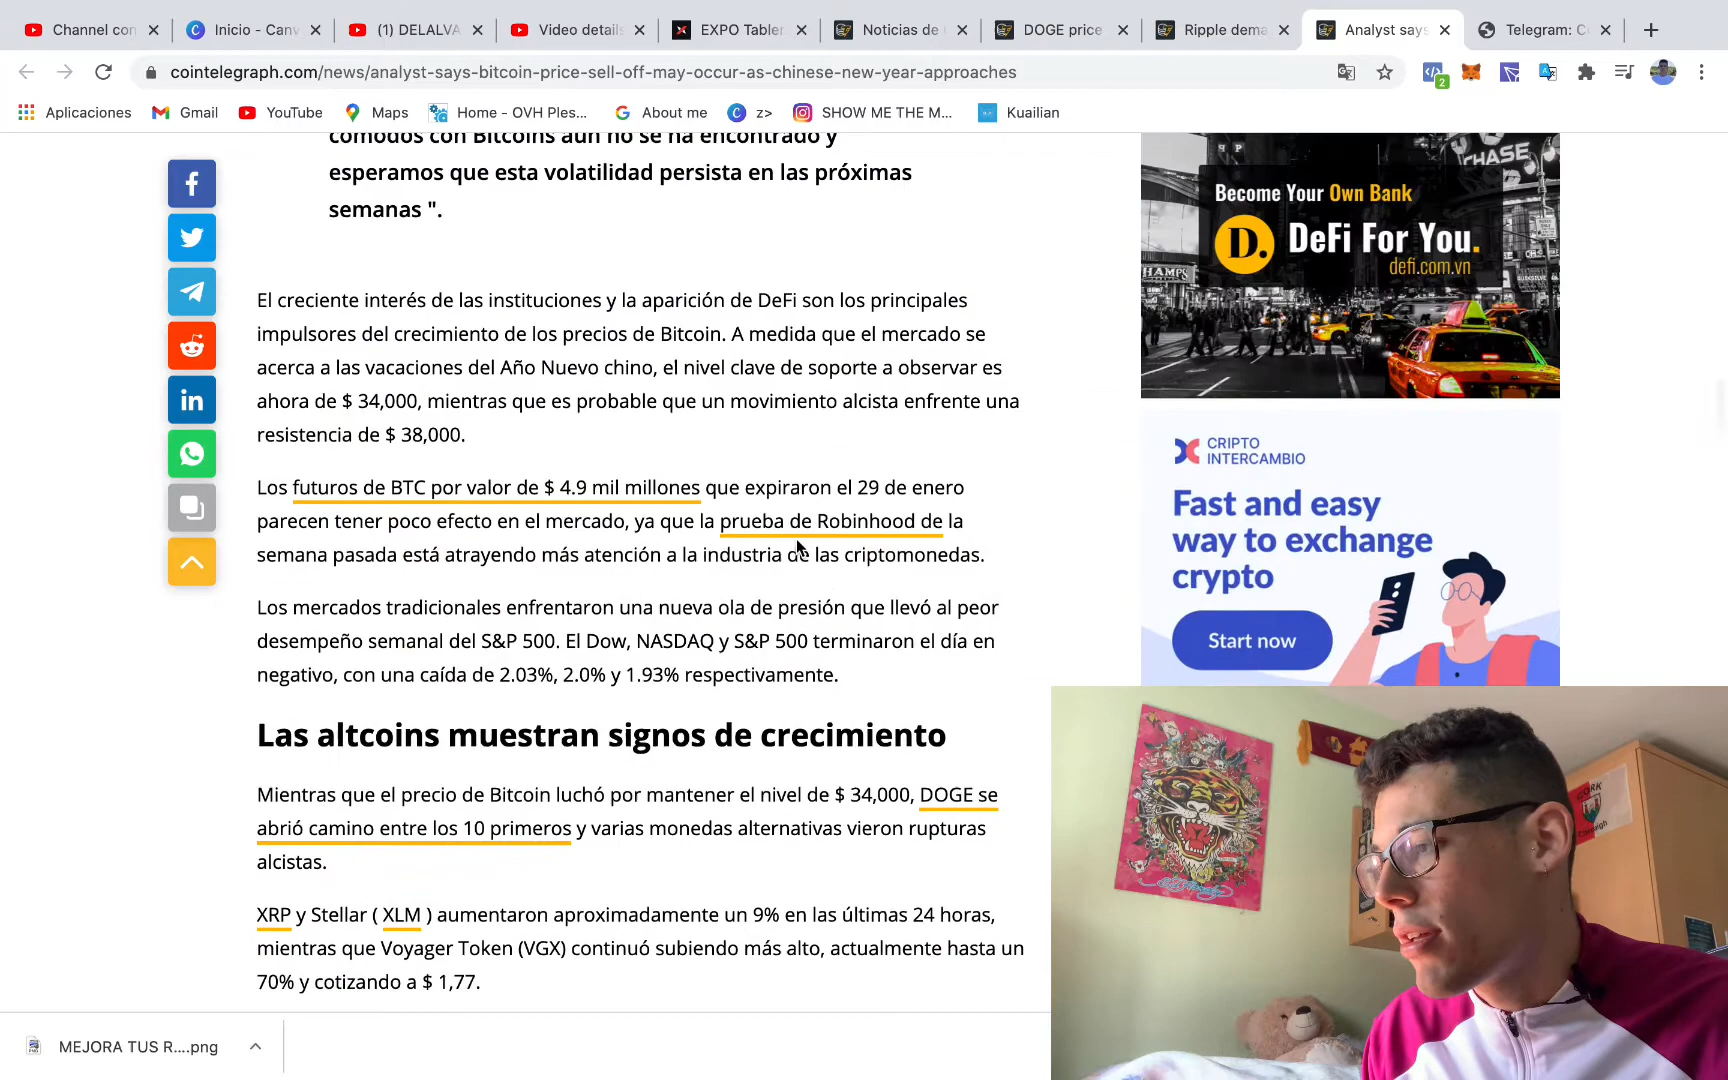 Channel con
Inicio - Canv
(1) DELALVA
Video details
EXPO Tabler
Noticias de
DOGE price
Ripple dema
Analyst says
Telegram: C
cointelegraph.com/news/analyst-says-bitcoin-price-sell-off-may-occur-as-chinese-new-year-approaches
2
Aplicaciones
Gmail
YouTube
Maps
Home - OVH Ples...
About me
z>
SHOW ME THE M...
Kuailian
cómodos con Bitcoins aún no se ha encontrado y
esperamos que esta volatilidad persista en las próximas
semanas ".
El creciente interés de las instituciones y la aparición de DeFi son los principales
impulsores del crecimiento de los precios de Bitcoin. A medida que el mercado se
acerca a las vacaciones del Año Nuevo chino, el nivel clave de soporte a observar es
ahora de $ 34,000, mientras que es probable que un movimiento alcista enfrente una
resistencia de $ 38,000.
Los futuros de BTC por valor de $ 4.9 mil millones que expiraron el 29 de enero
parecen tener poco efecto en el mercado, ya que la prueba de Robinhood de la
semana pasada está atrayendo más atención a la industria de las criptomonedas.
Los mercados tradicionales enfrentaron una nueva ola de presión que llevó al peor
desempeño semanal del S&P 500. El Dow, NASDAQ y S&P 500 terminaron el día en
negativo, con una caída de 2.03%, 2.0% y 1.93% respectivamente.
Las altcoins muestran signos de crecimiento
Mientras que el precio de Bitcoin luchó por mantener el nivel de $ 34,000, DOGE se
abrió camino entre los 10 primeros y varias monedas alternativas vieron rupturas
alcistas.
XRP y Stellar ( XLM ) aumentaron aproximadamente un 9% en las últimas 24 horas,
mientras que Voyager Token (VGX) continuó subiendo más alto, actualmente hasta un
70% y cotizando a $ 1,77.
CHASE
Become Your Own Bank
D.
DeFi For You.
defi.com.vn
HAMPS
CRIPTO
INTERCAMBIO
Fast and easy
way to exchange
crypto
Start now
CORK
MEJORA TUS R....png